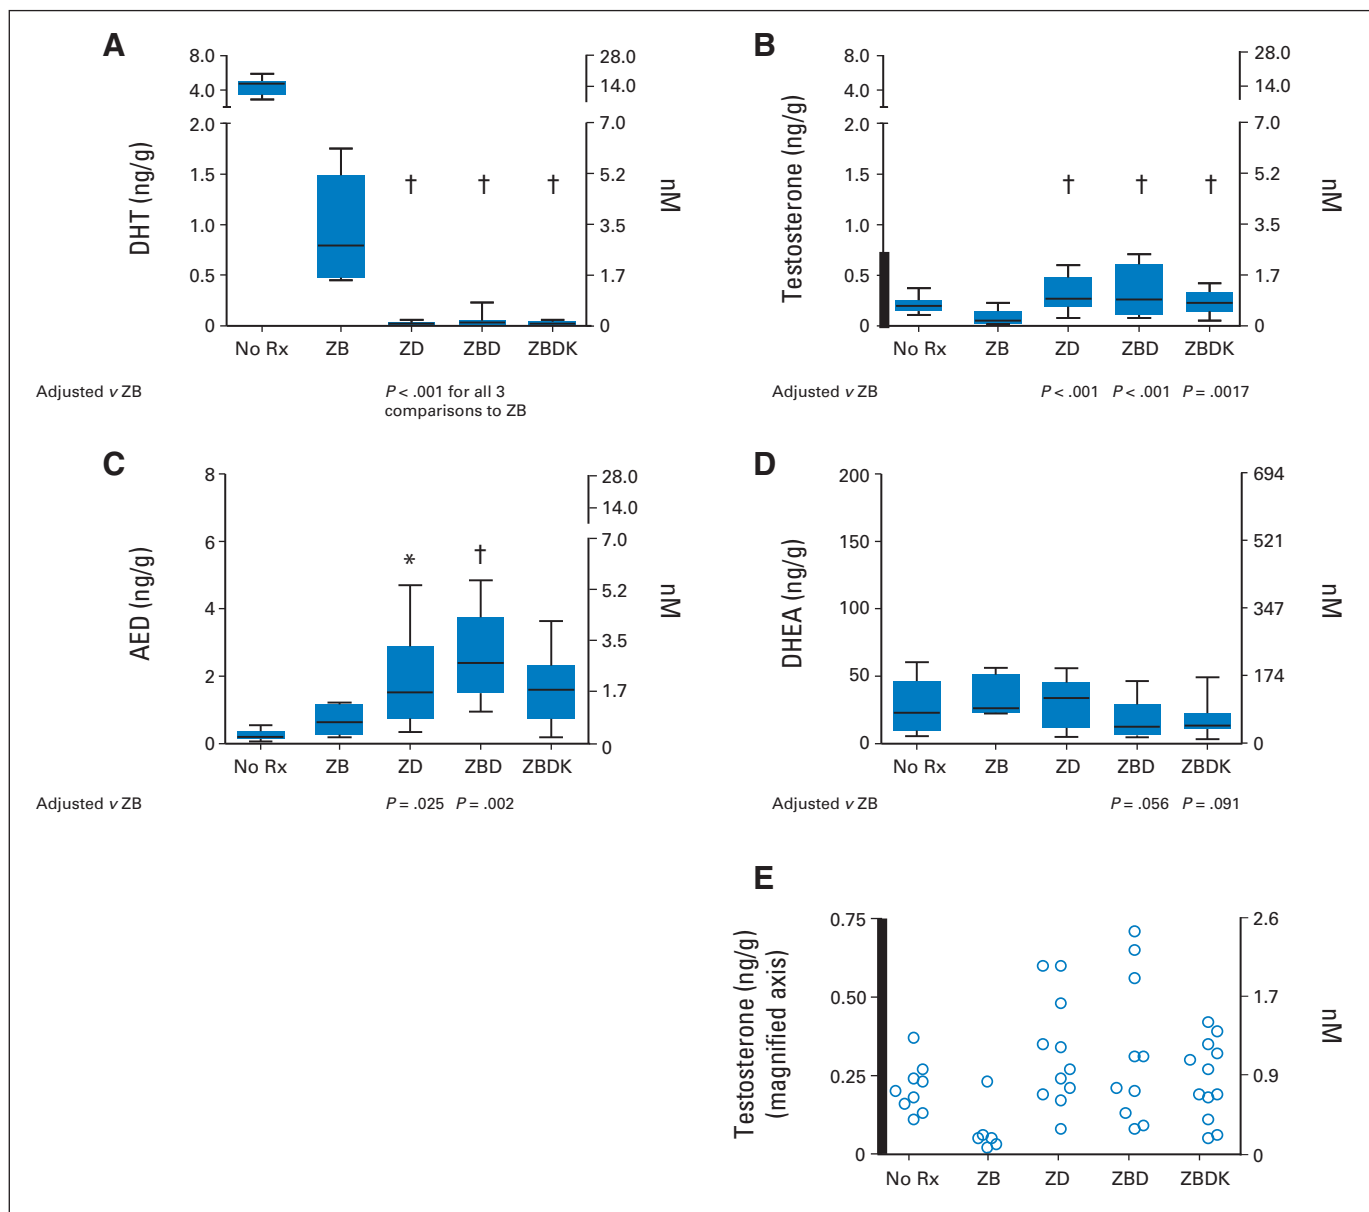 A
DHT (ng/g)
8.0
4.0
2.0
1.5
1.0
0.5
0
28.0
14.0
7.0
5.2
3.5
1.7
0
nM
† † †
No Rx ZB ZD ZBD ZBDK
Adjusted v ZB
P < .001 for all 3
comparisons to ZB
B
Testosterone (ng/g)
8.0
4.0
2.0
1.5
1.0
0.5
0
28.0
14.0
7.0
5.2
3.5
1.7
0
nM
† † †
No Rx ZB ZD ZBD ZBDK
Adjusted v ZB P < .001 P < .001 P = .0017
C
AED (ng/g)
8
6
4
2
0
28.0
14.0
7.0
5.2
3.5
1.7
0
nM
* †
No Rx ZB ZD ZBD ZBDK
Adjusted v ZB P = .025 P = .002
D
DHEA (ng/g)
200
150
100
50
0
694
521
347
174
0
nM
No Rx ZB ZD ZBD ZBDK
Adjusted v ZB P = .056 P = .091
E
Testosterone (ng/g)
(magnified axis)
0.75
0.50
0.25
0
2.6
1.7
0.9
0
nM
No Rx ZB ZD ZBD ZBDK